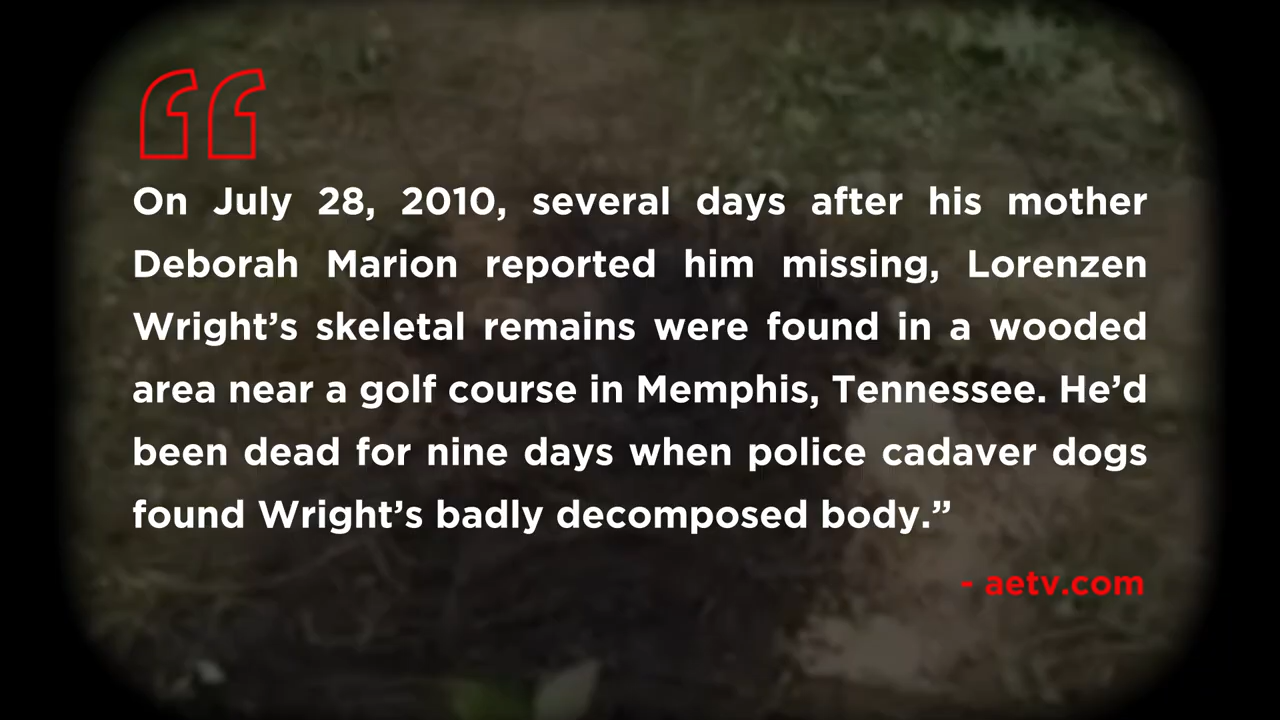 “
On July 28, 2010, several days after his mother
Deborah Marion reported him missing, Lorenzen
Wright’s skeletal remains were found in a wooded
area near a golf course in Memphis, Tennessee. He’d
been dead for nine days when police cadaver dogs
found Wright’s badly decomposed body.”
- aetv.com